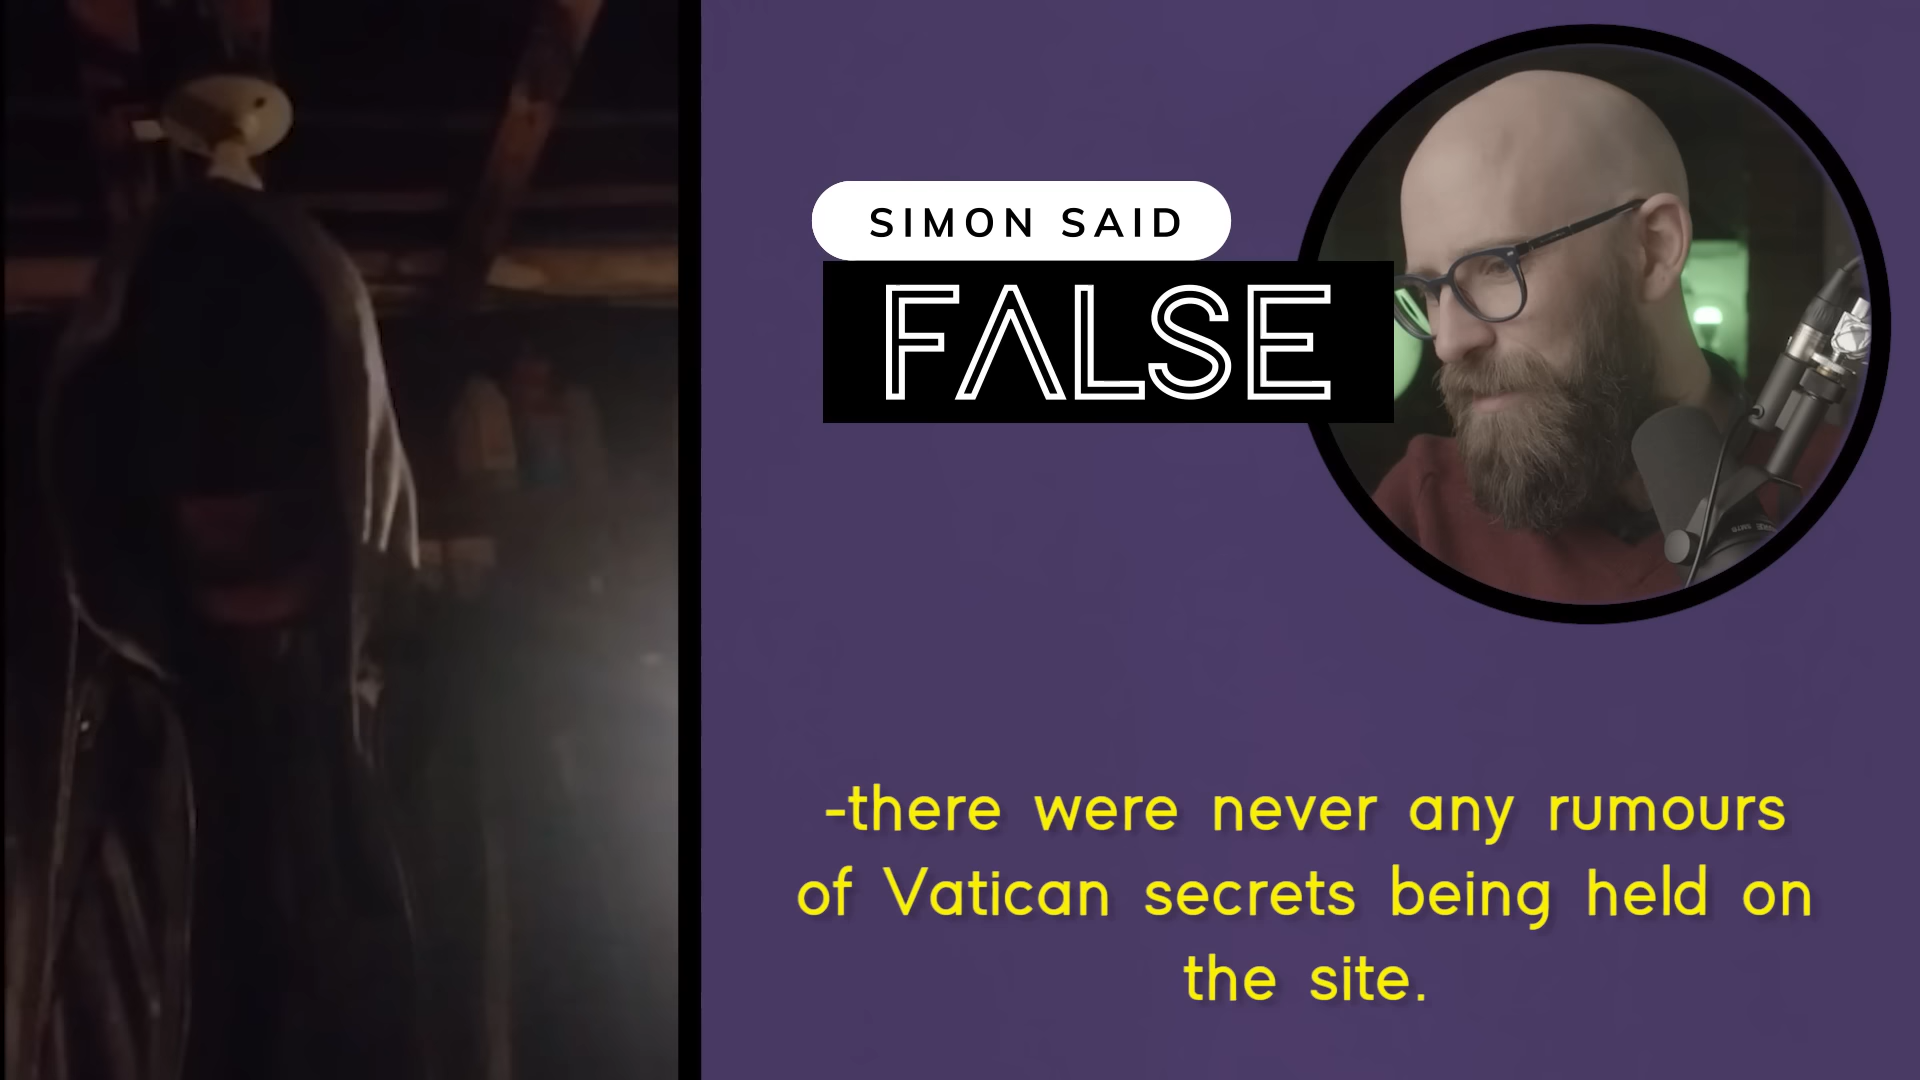 SIMON SAID
FALSE
-there were never any rumours
of Vatican secrets being held on
the site.